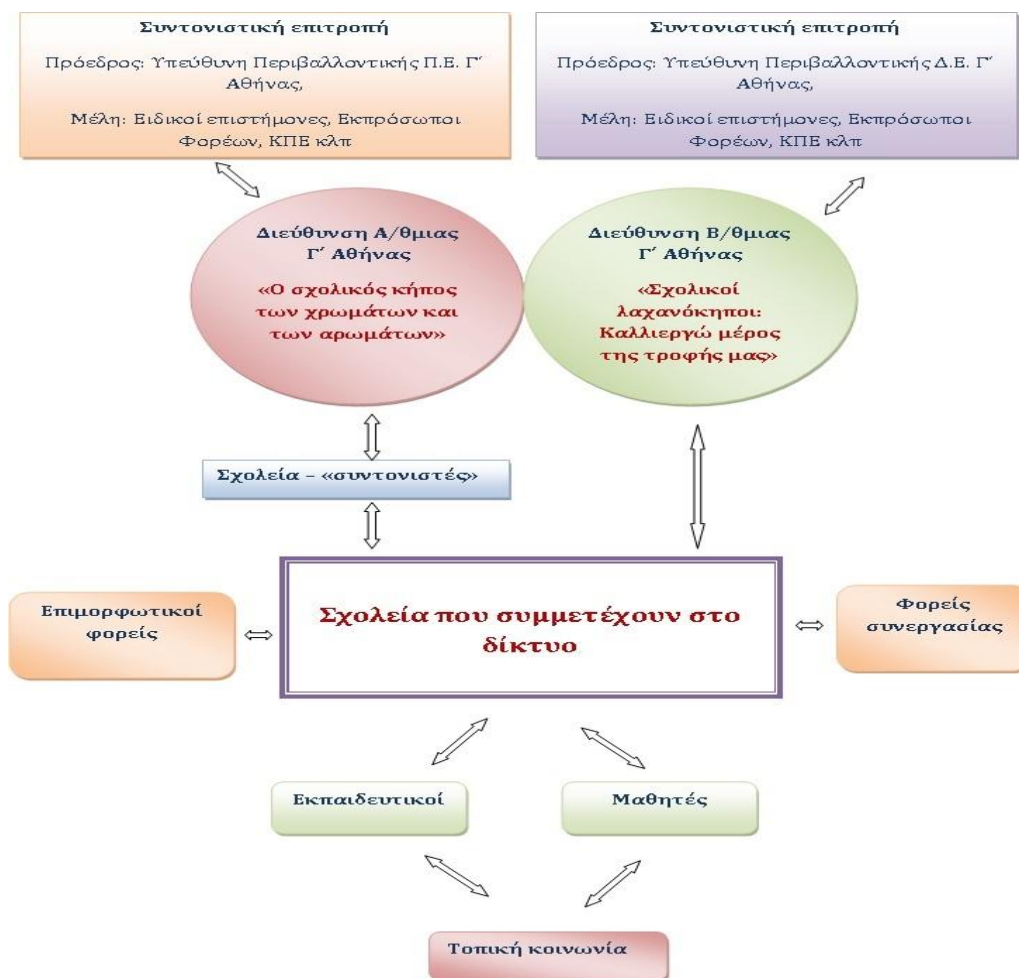 Συντονιστική επιτροπή
Πρόεδρος: Υπεύθυνη Περιβαλλοντικής Π.Ε. Γ΄
Αθήνας,
Μέλη: Ειδικοί επιστήμονες, Εκπρόσωποι
Φορέων, ΚΠΕ κλπ
Συντονιστική επιτροπή
Πρόεδρος: Υπεύθυνη Περιβαλλοντικής Δ.Ε. Γ΄
Αθήνας,
Μέλη: Ειδικοί επιστήμονες, Εκπρόσωποι
Φορέων, ΚΠΕ κλπ
Διεύθυνση Α/θμιας
Γ΄ Αθήνας
«Ο σχολικός κήπος
των χρωμάτων και
των αρωμάτων»
Διεύθυνση Β/θμιας
Γ΄ Αθήνας
«Σχολικοί
λαχανόκηποι:
Καλλιεργώ μέρος
της τροφής μας»
Σχολεία – «συντονιστές»
Επιμορφωτικοί
φορείς
Σχολεία που συμμετέχουν στο
δίκτυο
Φορείς
συνεργασίας
Εκπαιδευτικοί
Μαθητές
Τοπική κοινωνία